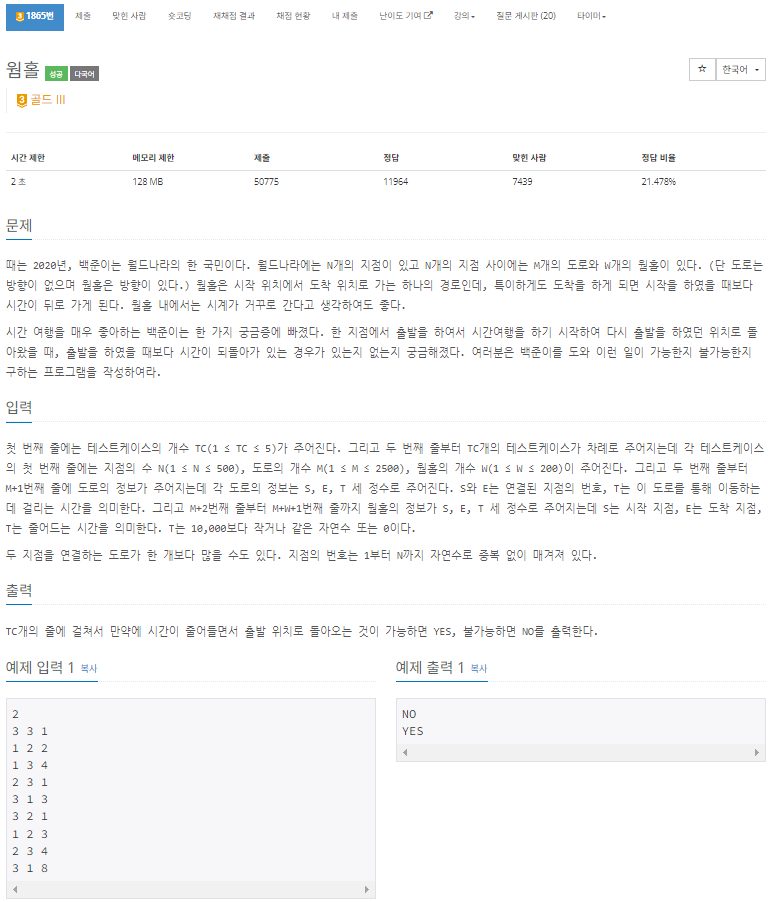 3 1865번 제출 맞힌 사람 숏코딩 재채점 결과 채점 현황 내 제출 난이도 기여 강의 질문 게시판 (20) 타이머
웜홀 성공 다국어 ☆ 한국어
3 골드 III
시간 제한 메모리 제한 제출 정답 맞힌 사람 정답 비율
2 초 128 MB 50775 11964 7439 21.478%
문제
때는 2020년, 백준이는 월드나라의 한 국민이다. 월드나라에는 N개의 지점이 있고 N개의 지점 사이에는 M개의 도로와 W개의 웜홀이 있다. (단 도로는
방향이 없으며 웜홀은 방향이 있다.) 웜홀은 시작 위치에서 도착 위치로 가는 하나의 경로인데, 특이하게도 도착을 하게 되면 시작을 하였을 때보다
시간이 뒤로 가게 된다. 웜홀 내에서는 시계가 거꾸로 간다고 생각하여도 좋다.
시간 여행을 매우 좋아하는 백준이는 한 가지 궁금증에 빠졌다. 한 지점에서 출발을 하여서 시간여행을 하기 시작하여 다시 출발을 하였던 위치로 돌
아왔을 때, 출발을 하였을 때보다 시간이 되돌아가 있는 경우가 있는지 없는지 궁금해졌다. 여러분은 백준이를 도와 이런 일이 가능한지 불가능한지
구하는 프로그램을 작성하여라.
입력
첫 번째 줄에는 테스트케이스의 개수 TC(1 ≤ TC ≤ 5)가 주어진다. 그리고 두 번째 줄부터 TC개의 테스트케이스가 차례로 주어지는데 각 테스트케이스
의 첫 번째 줄에는 지점의 수 N(1 ≤ N ≤ 500), 도로의 개수 M(1 ≤ M ≤ 2500), 웜홀의 개수 W(1 ≤ W ≤ 200)이 주어진다. 그리고 두 번째 줄부터
M+1번째 줄에 도로의 정보가 주어지는데 각 도로의 정보는 S, E, T 세 정수로 주어진다. S와 E는 연결된 지점의 번호, T는 이 도로를 통해 이동하는
데 걸리는 시간을 의미한다. 그리고 M+2번째 줄부터 M+W+1번째 줄까지 웜홀의 정보가 S, E, T 세 정수로 주어지는데 S는 시작 지점, E는 도착 지점,
T는 줄어드는 시간을 의미한다. T는 10,000보다 작거나 같은 자연수 또는 0이다.
두 지점을 연결하는 도로가 한 개보다 많을 수도 있다. 지점의 번호는 1부터 N까지 자연수로 중복 없이 매겨져 있다.
출력
TC개의 줄에 걸쳐서 만약에 시간이 줄어들면서 출발 위치로 돌아오는 것이 가능하면 YES, 불가능하면 NO를 출력한다.
예제 입력 1 복사
2
3 3 1
1 2 2
1 3 4
2 3 1
3 1 3
3 2 1
1 2 3
2 3 4
3 1 8
예제 출력 1 복사
NO
YES